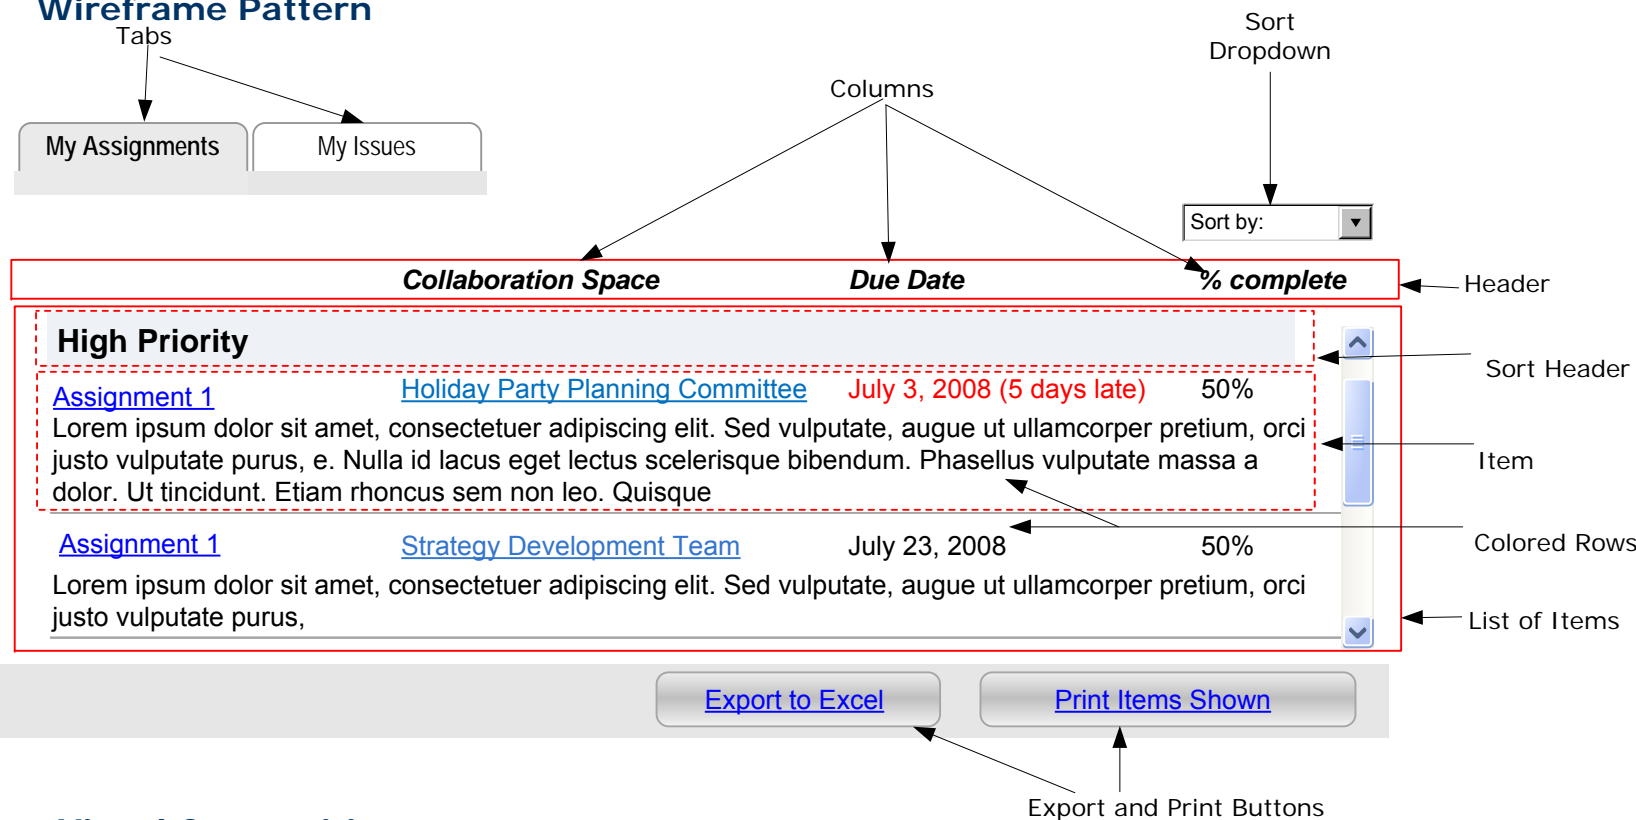 Wireframe Pattern
Tabs
Sort
Dropdown
Columns
My Assignments
My Issues
Sort by:
Collaboration Space
Due Date
% complete
Header
High Priority
Sort Header
Assignment 1
Holiday Party Planning Committee
July 3, 2008 (5 days late)
50%
Lorem ipsum dolor sit amet, consectetuer adipiscing elit. Sed vulputate, augue ut ullamcorper pretium, orci
justo vulputate purus, e. Nulla id lacus eget lectus scelerisque bibendum. Phasellus vulputate massa a
dolor. Ut tincidunt. Etiam rhoncus sem non leo. Quisque
Item
Assignment 1
Strategy Development Team
July 23, 2008
50%
Colored Rows
Lorem ipsum dolor sit amet, consectetuer adipiscing elit. Sed vulputate, augue ut ullamcorper pretium, orci
justo vulputate purus,
List of Items
Export to Excel
Print Items Shown
Export and Print Buttons